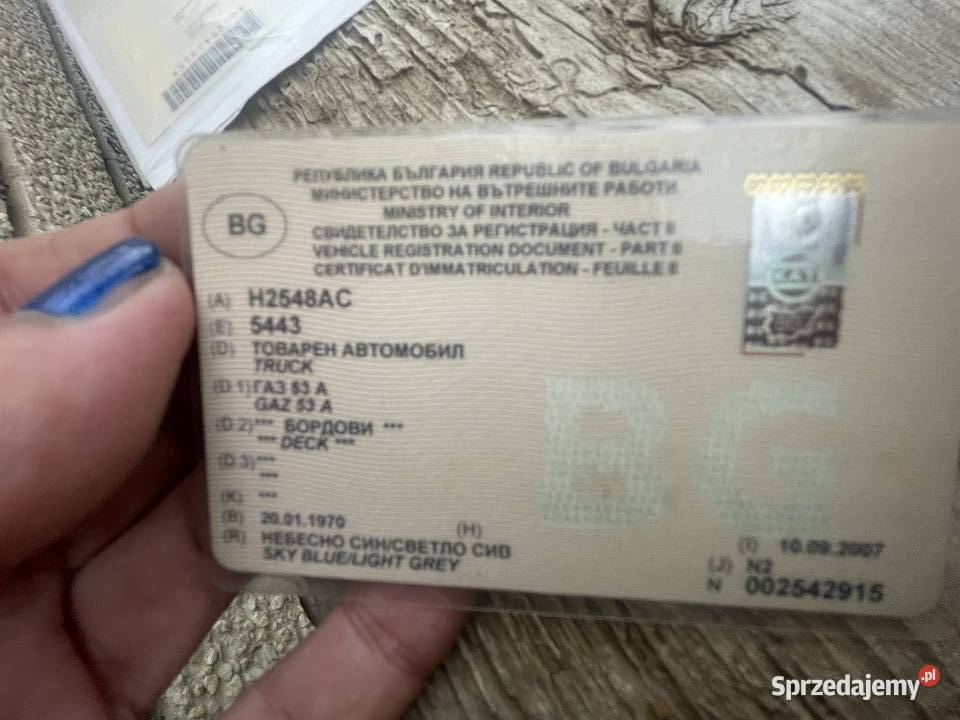 РЕПУБЛИКА БЪЛГАРИЯ REPUBLIC OF BULGARIA
МИНИСТЕРСТВО НА ВЪТРЕШНИТЕ РАБОТИ
MINISTRY OF INTERIOR
BG
СВИДЕТЕЛСТВО ЗА РЕГИСТРАЦИЯ - ЧАСТ II
VEHICLE REGISTRATION DOCUMENT - PART II
CERTIFICAT D'IMMATRICULATION - FEUILLE II
(A) H2548AC
(E) 5443
(D) ТОВАРЕН АВТОМОБИЛ
TRUCK
(D.1) ГАЗ 53 А
GAZ 53 A
(D.2) *** БОРДОВИ ***
*** DECK ***
(D.3) ***
***
(K) ***
(B) 20.01.1970 (H) (I) 10.09.2007
(R) НЕБЕСНО СИН/СВЕТЛО СИВ (J) N2
SKY BLUE/LIGHT GREY N 002542915
BG
Sprzedajemy.pl